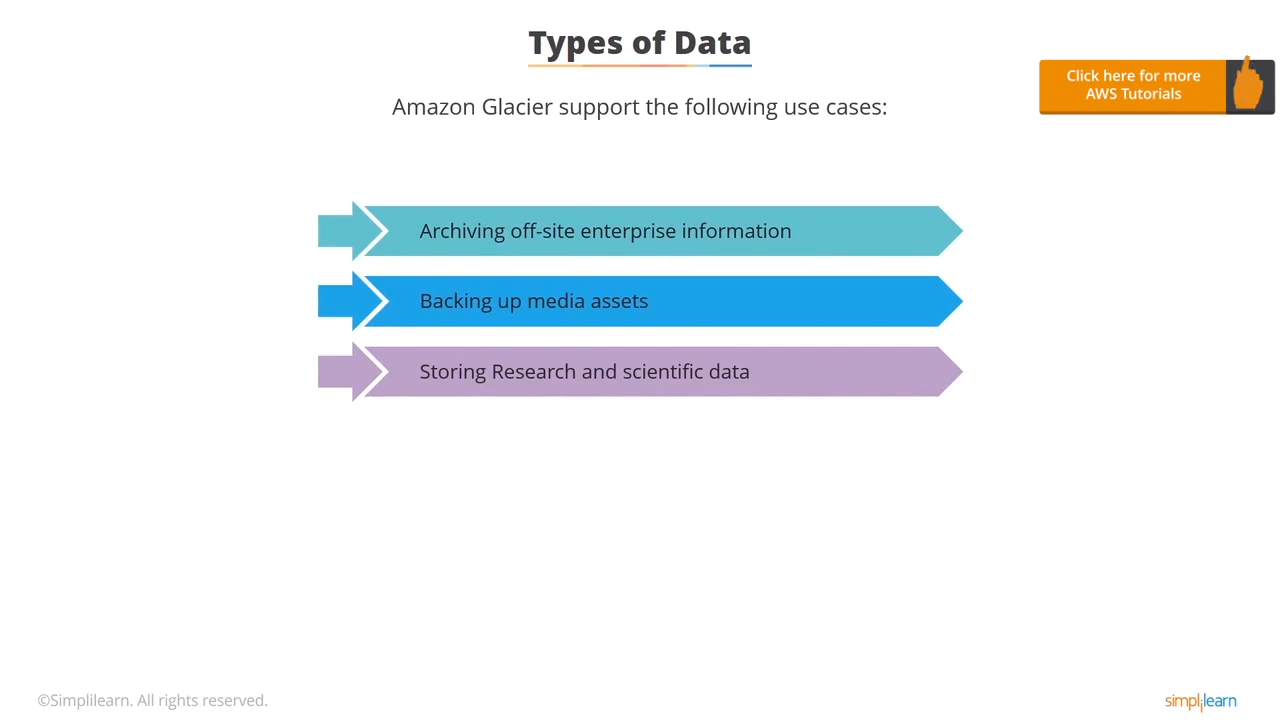 Types of Data
Click here for more
AWS Tutorials
Amazon Glacier support the following use cases:
Archiving off-site enterprise information
Backing up media assets
Storing Research and scientific data
©Simplilearn. All rights reserved.
simplilearn